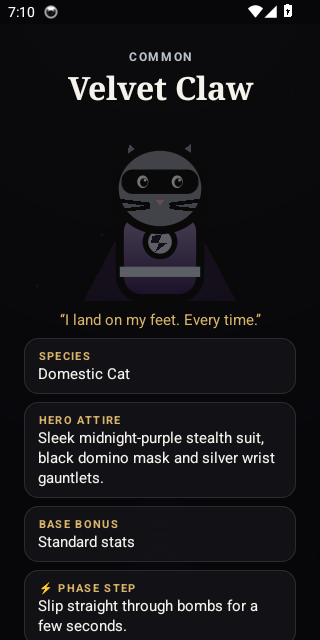 7:10
COMMON
Velvet Claw
“I land on my feet. Every time.”
SPECIES
Domestic Cat
HERO ATTIRE
Sleek midnight-purple stealth suit,
black domino mask and silver wrist
gauntlets.
BASE BONUS
Standard stats
⚡ PHASE STEP
Slip straight through bombs for a
few seconds.